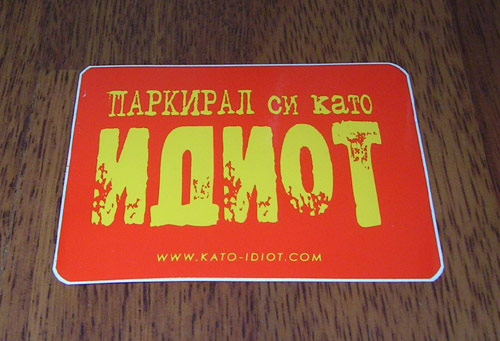 ПАРКИРАЛ си като
ИДИОТ
WWW.KATO-IDIOT.COM